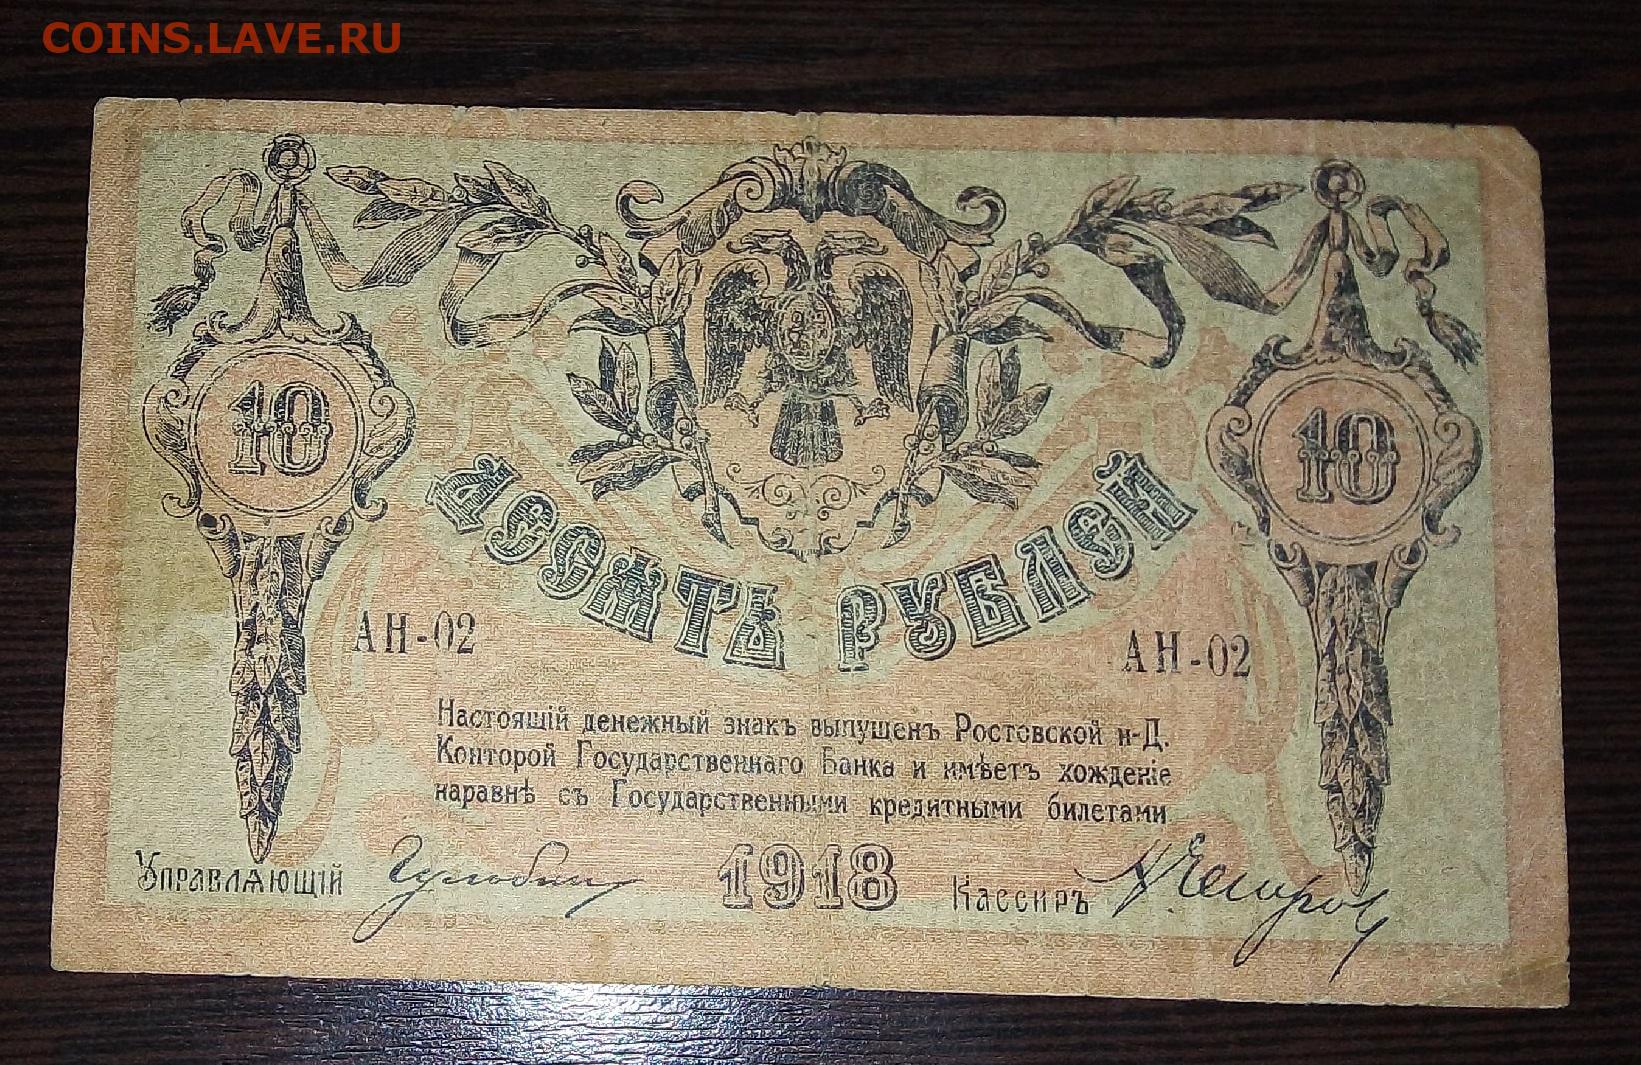 COINS.LAVE.RU
10
10
ДЕСЯТЬ РУБЛЕЙ
АН-02
АН-02
Настоящій денежный знакъ выпущенъ Ростовской н-Д.
Конторой Государственнаго Банка и имѣетъ хожденіе
наравнѣ съ Государственными кредитными билетами
Управляющій
1918
Кассиръ